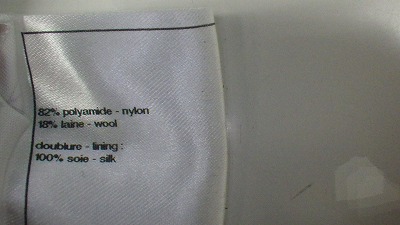 82% polyamide - nylon
18% laine - wool
doublure - lining :
100% soie - silk